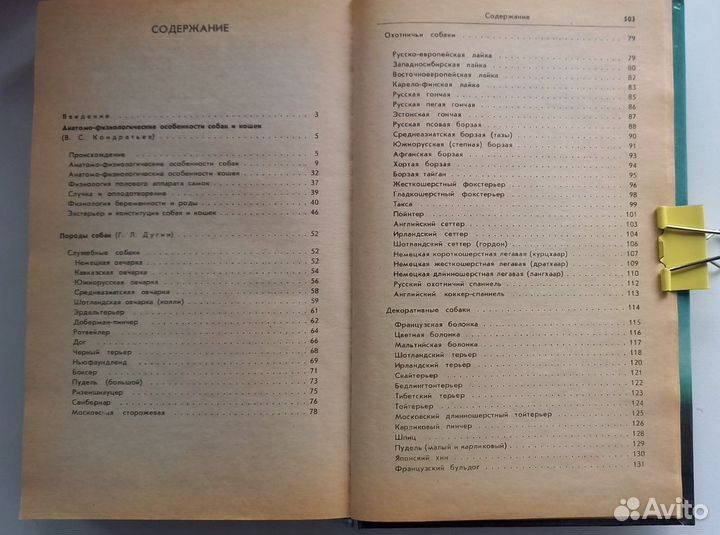 СОДЕРЖАНИЕ
Введение 3
Анатомо-физиологические особенности собак и кошек
(В. С. Кондратьев) 5
Происхождение 5
Анатомо-физиологические особенности собак 9
Анатомо-физиологические особенности кошек 32
Физиология полового аппарата самок 37
Случка и оплодотворение 39
Физиология беременности и роды 40
Экстерьер и конституция собак и кошек 46
Породы собак (Г. Л. Дугин) 52
Служебные собаки 52
Немецкая овчарка 52
Кавказская овчарка 54
Южнорусская овчарка 56
Среднеазиатская овчарка 58
Шотландская овчарка (колли) 59
Эрдельтерьер 61
Доберман-пинчер 62
Ротвейлер 64
Дог 66
Черный терьер 68
Ньюфаундленд 69
Боксер 71
Пудель (большой) 73
Ризеншнауцер 75
Сенбернар 76
Московская сторожевая 78
Содержание 503
Охотничьи собаки 79
Русско-европейская лайка 79
Западносибирская лайка 80
Восточноевропейская лайка 82
Карело-финская лайка 83
Русская гончая 85
Русская пегая гончая 86
Эстонская гончая 87
Русская псовая борзая 88
Среднеазиатская борзая (тазы) 90
Южнорусская (степная) борзая 91
Афганская борзая 93
Хортая борзая 94
Борзая тайган 95
Жесткошерстный фокстерьер 96
Гладкошерстный фокстерьер 98
Такса 99
Пойнтер 101
Английский сеттер 103
Ирландский сеттер 104
Шотландский сеттер (гордон) 106
Немецкая короткошерстная легавая (курцхаар) 107
Немецкая жесткошерстная легавая (дратхаар) 109
Немецкая длинношерстная легавая (лангхаар) 110
Русский охотничий спаниель 112
Английский коккер-спаниель 113
Декоративные собаки 114
Французская болонка 115
Цветная болонка 116
Мальтийская болонка 117
Шотландский терьер 118
Ирландский терьер 120
Скайтерьер 121
Бедлингтонтерьер 122
Тибетский терьер 123
Тойтерьер 124
Московский длинношерстный тойтерьер 125
Карликовый пинчер 126
Шпиц 128
Пудель (малый и карликовый) 129
Японский хин 130
Французский бульдог 131
Avito